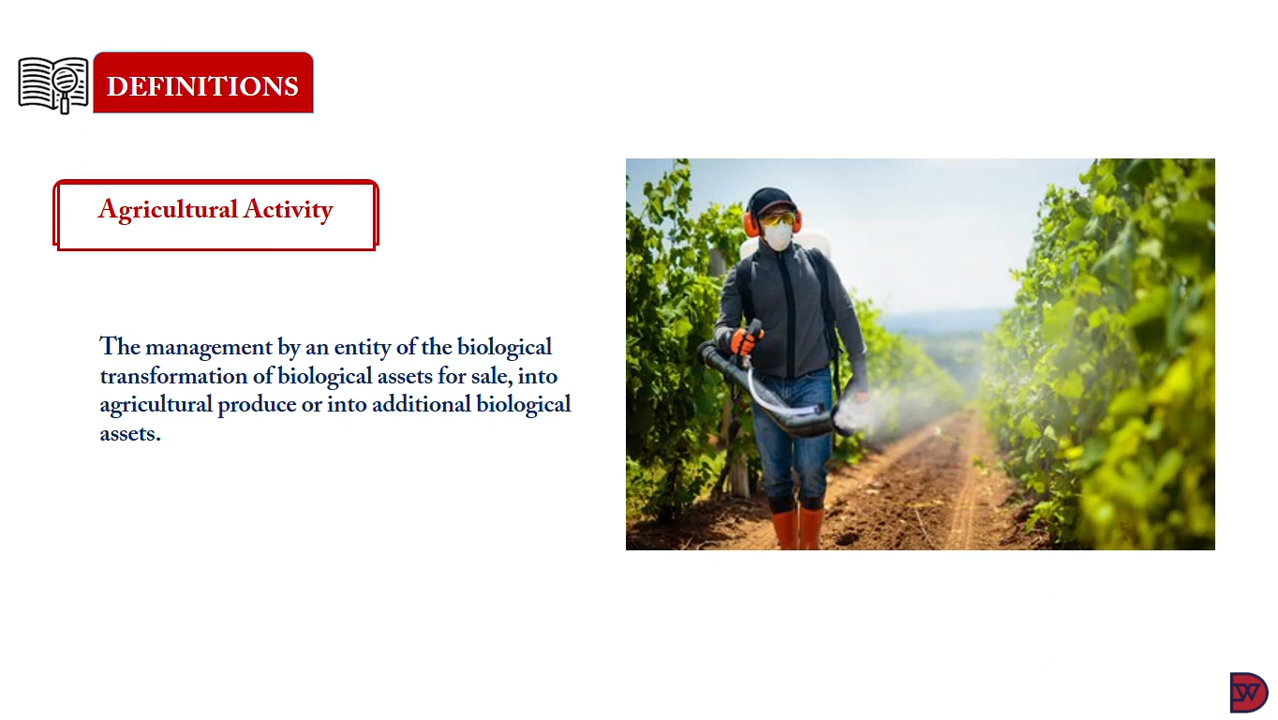 DEFINITIONS
Agricultural Activity
The management by an entity of the biological
transformation of biological assets for sale, into
agricultural produce or into additional biological
assets.
W